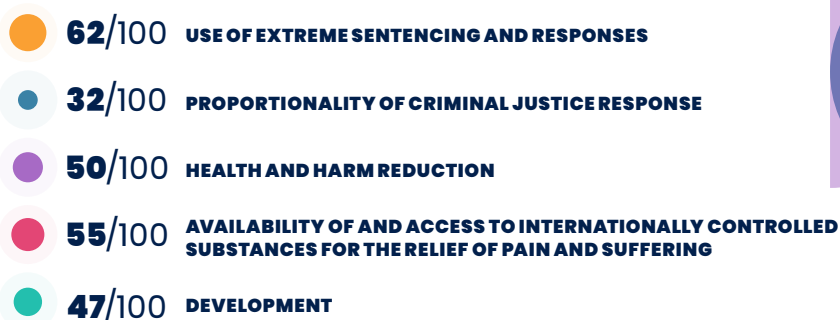 62/100 USE OF EXTREME SENTENCING AND RESPONSES
32/100 PROPORTIONALITY OF CRIMINAL JUSTICE RESPONSE
50/100 HEALTH AND HARM REDUCTION
55/100 AVAILABILITY OF AND ACCESS TO INTERNATIONALLY CONTROLLED
SUBSTANCES FOR THE RELIEF OF PAIN AND SUFFERING
47/100 DEVELOPMENT